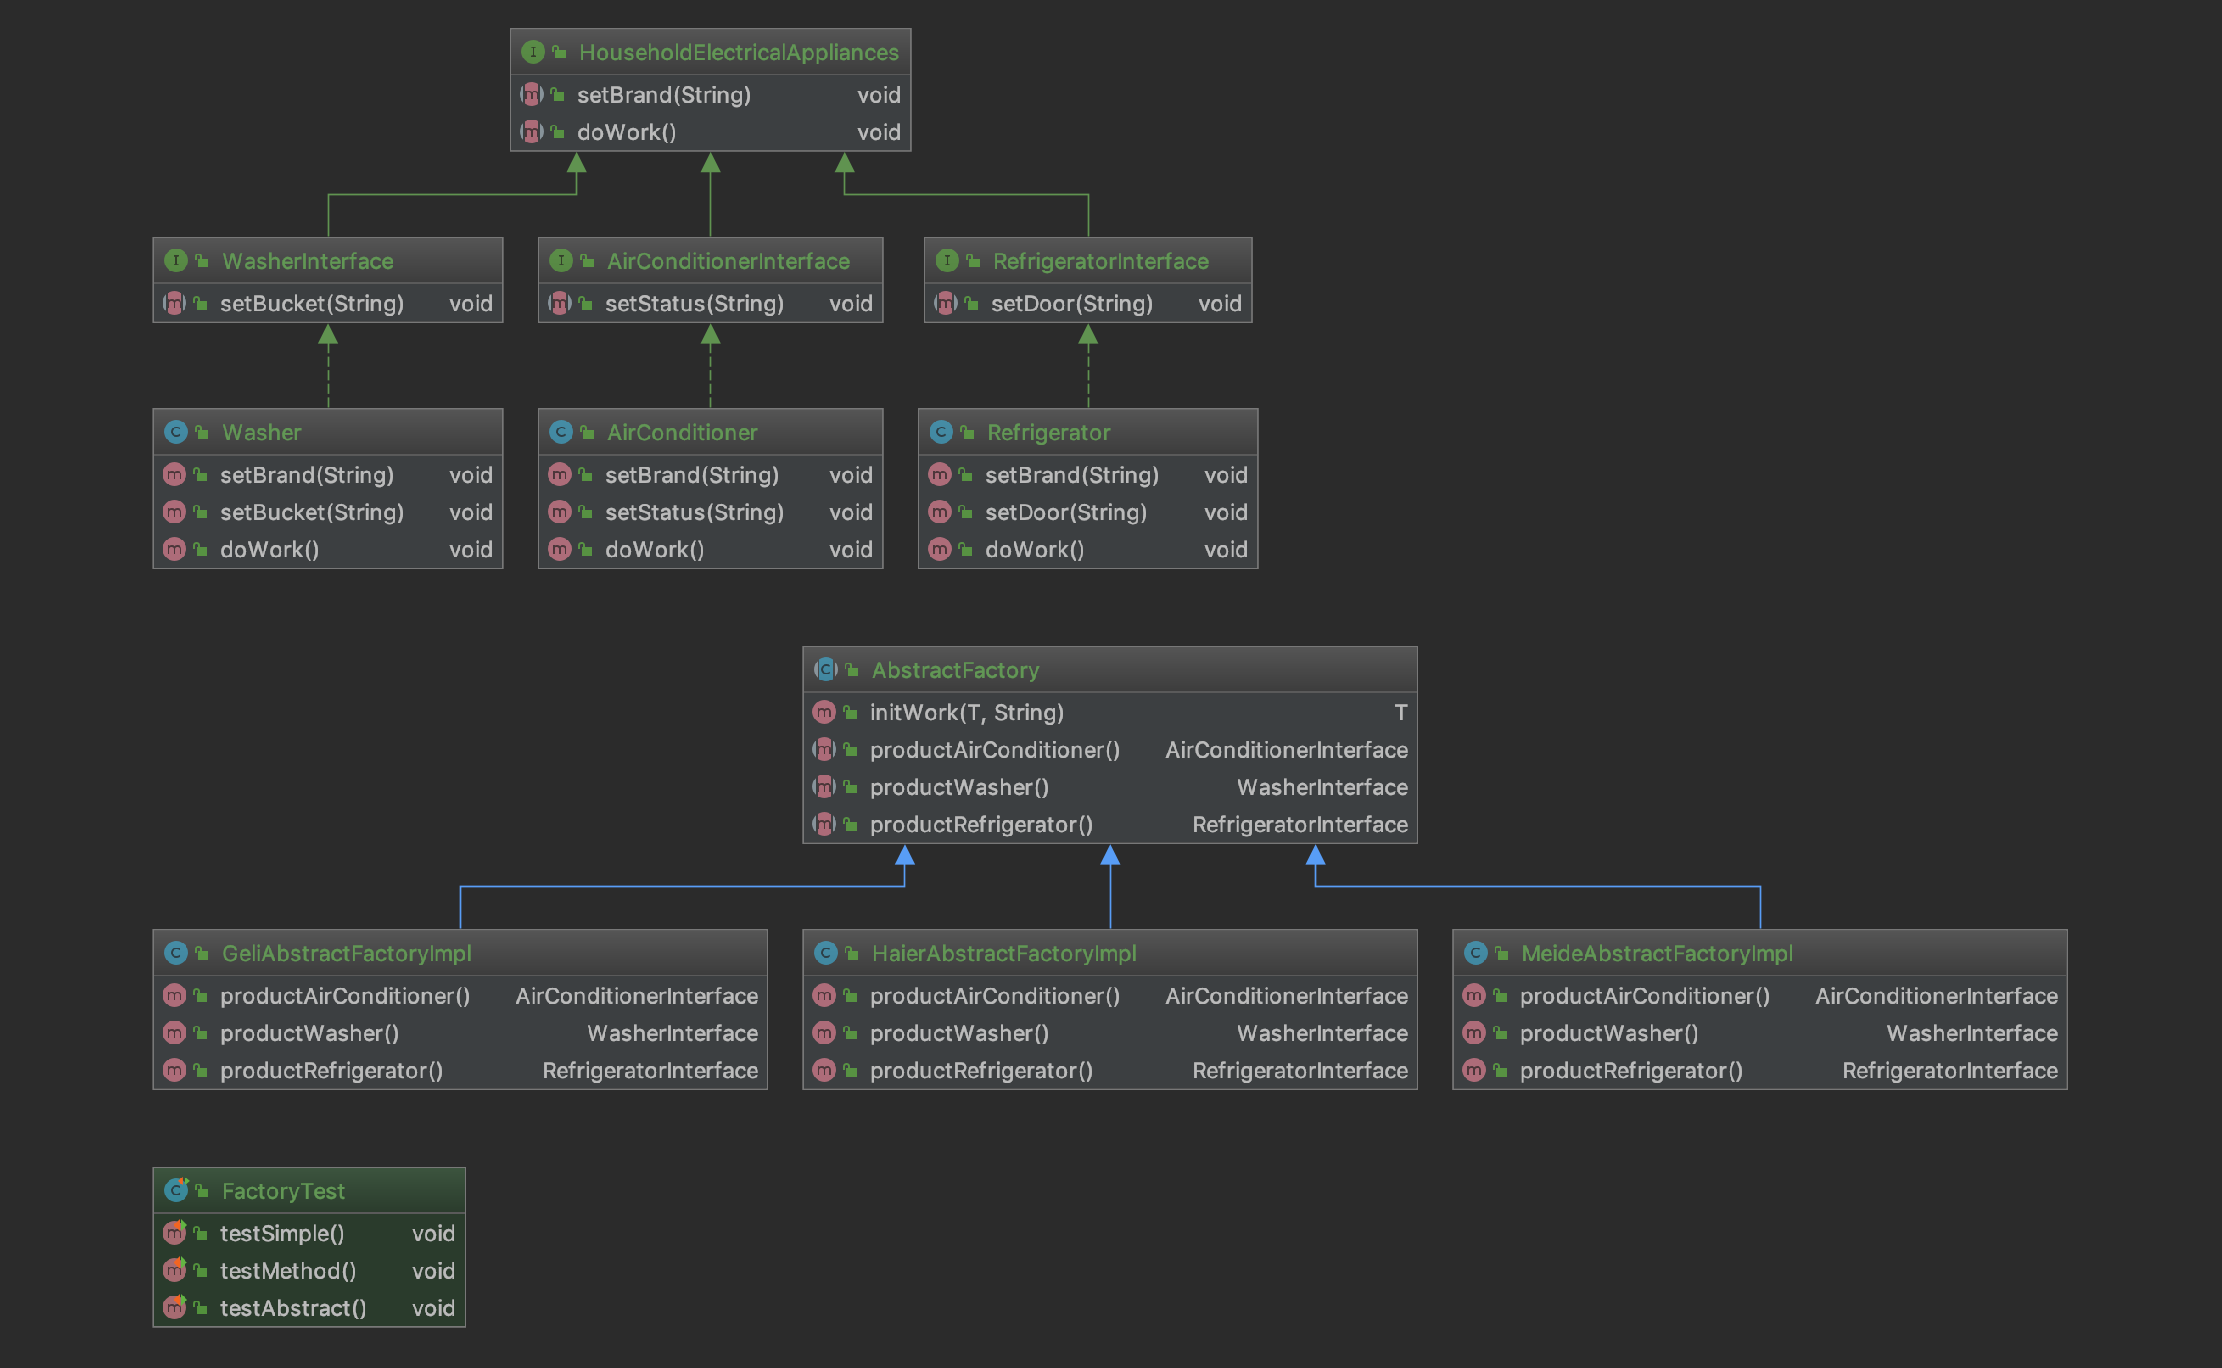 HouseholdElectricalAppliances
setBrand(String) void
doWork() void
WasherInterface
setBucket(String) void
AirConditionerInterface
setStatus(String) void
RefrigeratorInterface
setDoor(String) void
Washer
setBrand(String) void
setBucket(String) void
doWork() void
AirConditioner
setBrand(String) void
setStatus(String) void
doWork() void
Refrigerator
setBrand(String) void
setDoor(String) void
doWork() void
AbstractFactory
initWork(T, String) T
productAirConditioner() AirConditionerInterface
productWasher() WasherInterface
productRefrigerator() RefrigeratorInterface
GeliAbstractFactoryImpl
productAirConditioner() AirConditionerInterface
productWasher() WasherInterface
productRefrigerator() RefrigeratorInterface
HaierAbstractFactoryImpl
productAirConditioner() AirConditionerInterface
productWasher() WasherInterface
productRefrigerator() RefrigeratorInterface
MeideAbstractFactoryImpl
productAirConditioner() AirConditionerInterface
productWasher() WasherInterface
productRefrigerator() RefrigeratorInterface
FactoryTest
testSimple() void
testMethod() void
testAbstract() void